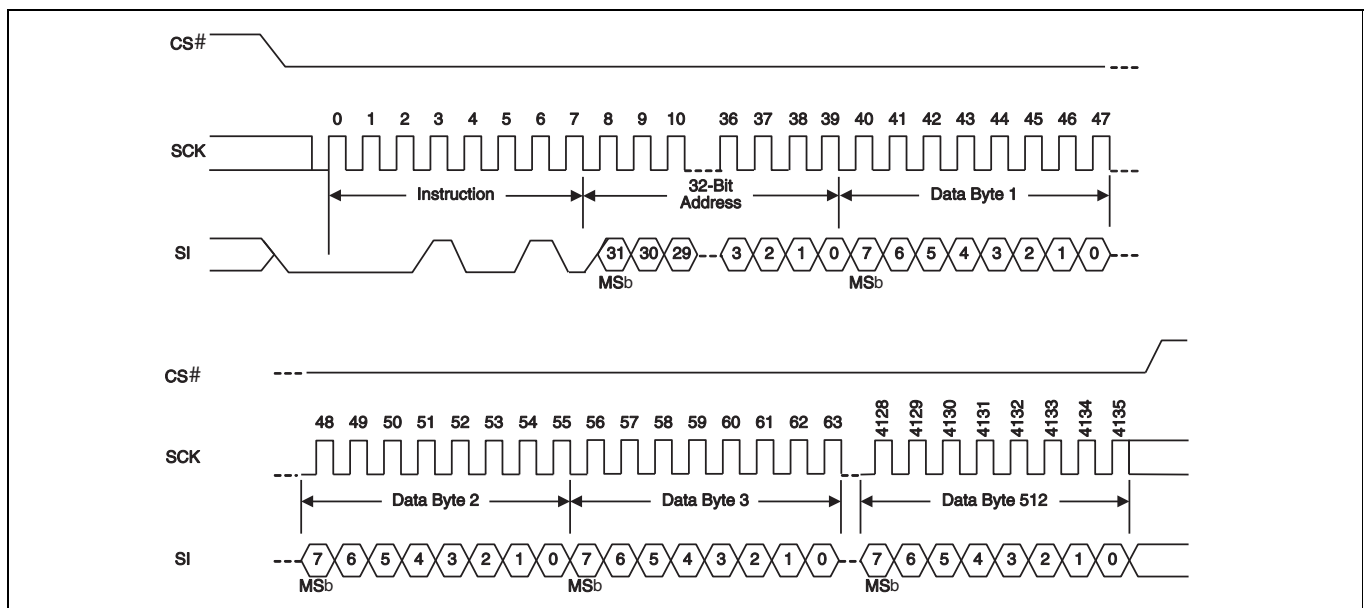 CS#
0 1 2 3 4 5 6 7 8 9 10 36 37 38 39 40 41 42 43 44 45 46 47
SCK
Instruction 32-Bit Address Data Byte 1
SI 31 30 29 3 2 1 0 7 6 5 4 3 2 1 0
MSb MSb
CS#
48 49 50 51 52 53 54 55 56 57 58 59 60 61 62 63 4128 4129 4130 4131 4132 4133 4134 4135
SCK
Data Byte 2 Data Byte 3 Data Byte 512
SI 7 6 5 4 3 2 1 0 7 6 5 4 3 2 1 0 7 6 5 4 3 2 1 0
MSb MSb MSb